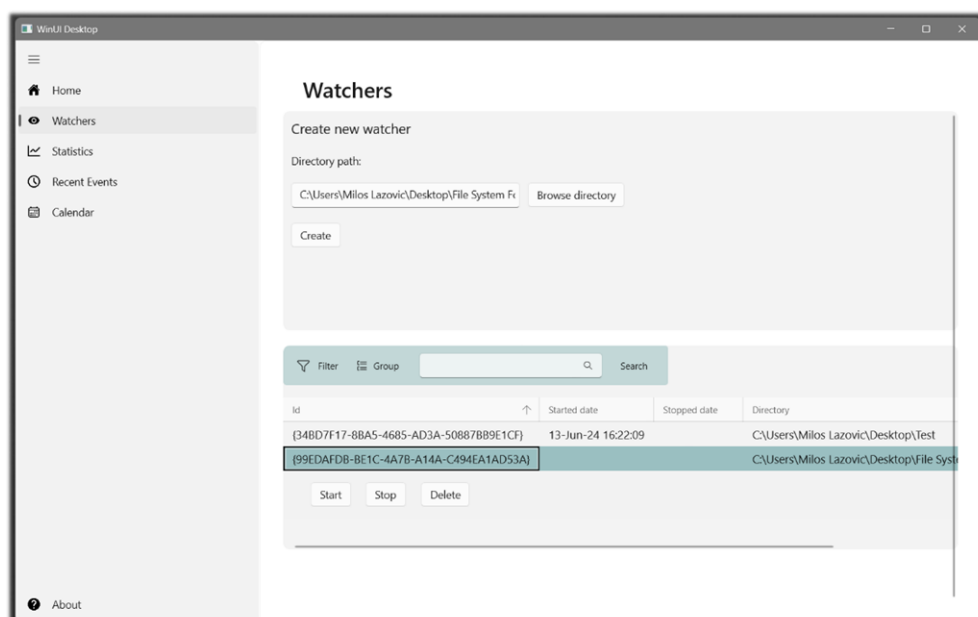 WinUI Desktop
Home
Watchers
Statistics
Recent Events
Calendar
About
Watchers
Create new watcher
Directory path:
C:\Users\Milos Lazovic\Desktop\File System Fe Browse directory
Create
Filter Group Search
Id Started date Stopped date Directory
{34BD7F17-8BA5-4685-AD3A-50887BB9E1CF} 13-Jun-24 16:22:09 C:\Users\Milos Lazovic\Desktop\Test
{99EDAFDB-BE1C-4A7B-A14A-C494EA1AD53A} C:\Users\Milos Lazovic\Desktop\File Syst
Start Stop Delete